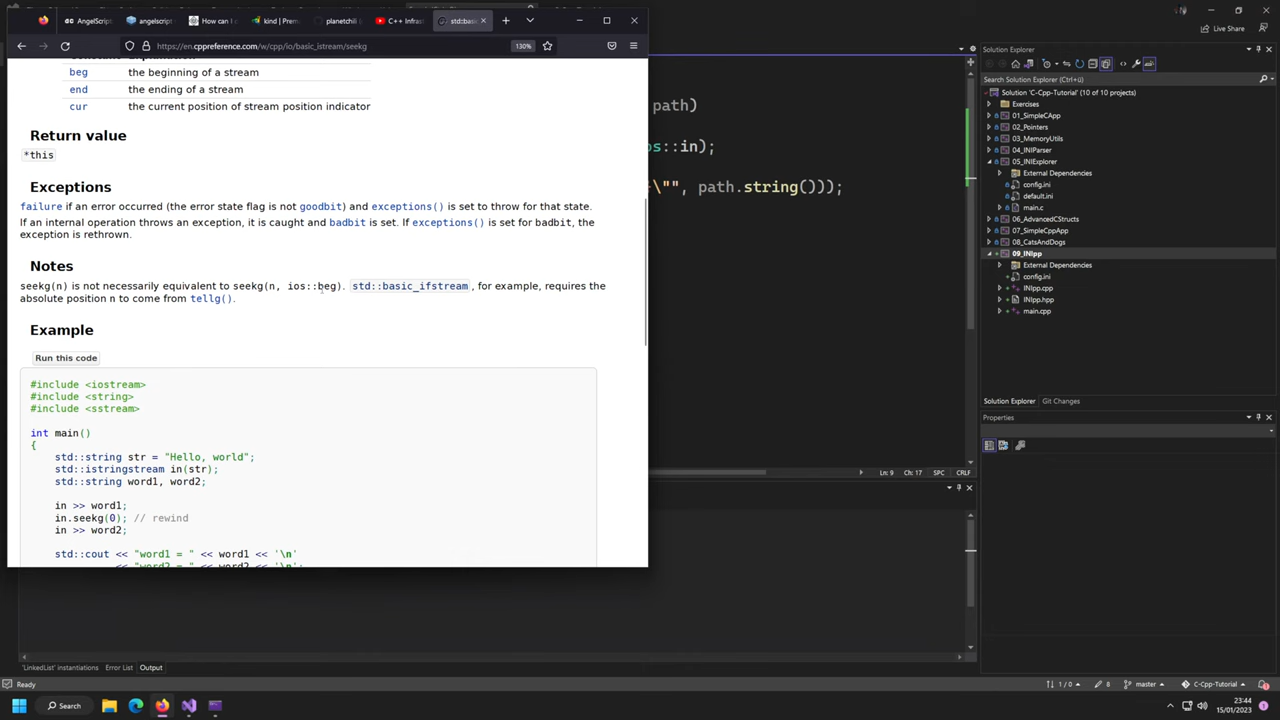 AngelScrip
angelscrip
How can I
kind | Prem
planetchili
C++ Infras
std::bas
https://en.cppreference.com/w/cpp/io/basic_istream/seekg
130%
Live Share
beg the beginning of a stream
end the ending of a stream
cur the current position of stream position indicator
Return value
*this
Exceptions
failure if an error occurred (the error state flag is not goodbit) and exceptions() is set to throw for that state.
If an internal operation throws an exception, it is caught and badbit is set. If exceptions() is set for badbit, the
exception is rethrown.
Notes
seekg(n) is not necessarily equivalent to seekg(n, ios::beg). std::basic_ifstream, for example, requires the
absolute position n to come from tellg().
Example
Run this code
#include <iostream>
#include <string>
#include <sstream>
int main()
{
std::string str = "Hello, world";
std::istringstream in(str);
std::string word1, word2;
in >> word1;
in.seekg(0); // rewind
in >> word2;
std::cout << "word1 = " << word1 << '\n'
<< "word2 = " << word2 << '\n';
path)
os::in);
\"", path.string()));
Ln: 9 Ch: 17 SPC CRLF
Solution Explorer
Search Solution Explorer (Ctrl+ü)
Solution 'C-Cpp-Tutorial' (10 of 10 projects)
Exercises
01_SimpleCApp
02_Pointers
03_MemoryUtils
04_INIParser
05_INIExplorer
External Dependencies
config.ini
default.ini
main.c
06_AdvancedCStructs
07_SimpleCppApp
08_CatsAndDogs
09_INIpp
External Dependencies
config.ini
INIpp.cpp
INIpp.hpp
main.cpp
Solution Explorer Git Changes
Properties
'LinkedList' instantiations Error List Output
Ready
1 / 0
8
master
C-Cpp-Tutorial
Search
23:44
15/01/2023